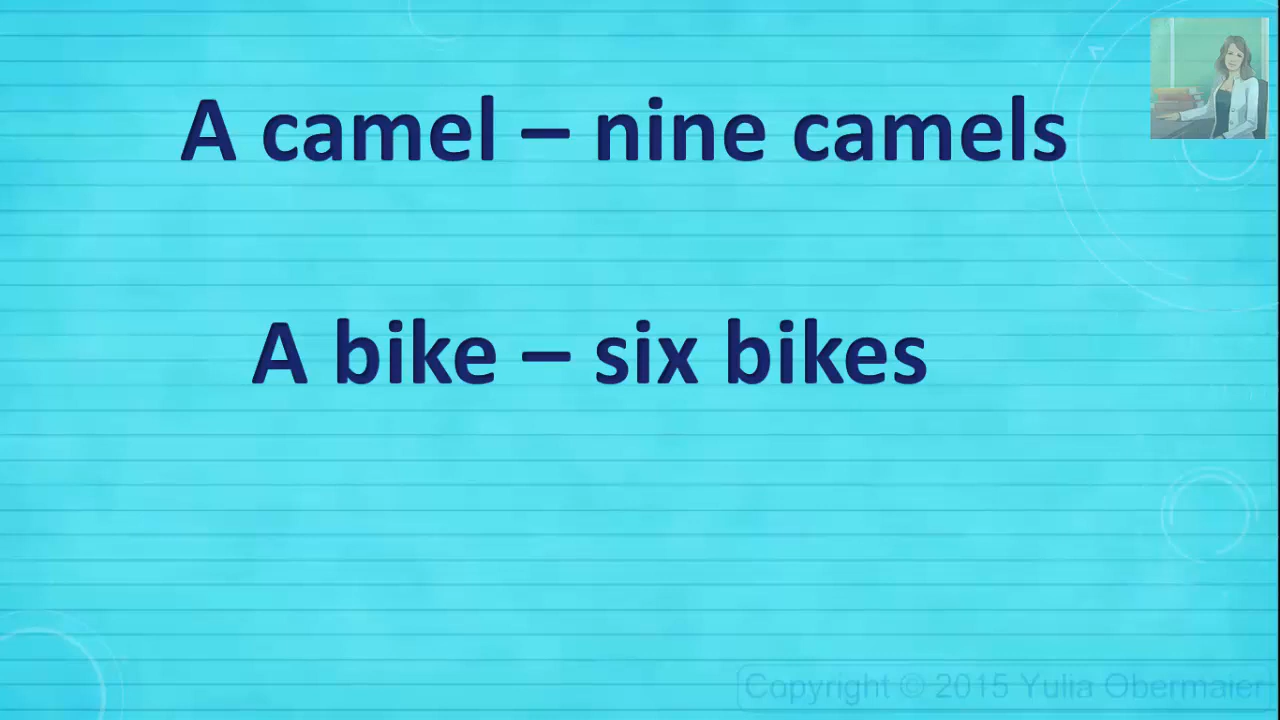 A camel – nine camels
A bike – six bikes
Copyright © 2015 Yulia Obermaier